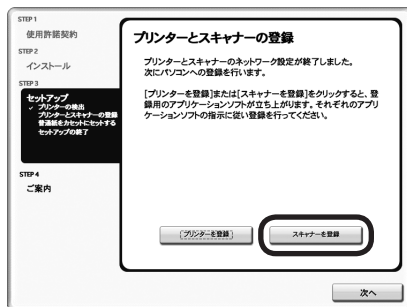 STEP 1
使用許諾契約
STEP 2
インストール
STEP 3
セットアップ
✓ プリンターの検出
プリンターとスキャナーの登録
普通紙をカセットにセットする
セットアップの終了
STEP 4
ご案内
プリンターとスキャナーの登録
プリンターとスキャナーのネットワーク設定が終了しました。
次にパソコンへの登録を行います。
[プリンターを登録]または[スキャナーを登録]をクリックすると、登
録用のアプリケーションソフトが立ち上がります。それぞれのアプリ
ケーションソフトの指示に従い登録を行ってください。
プリンターを登録
スキャナーを登録
次へ